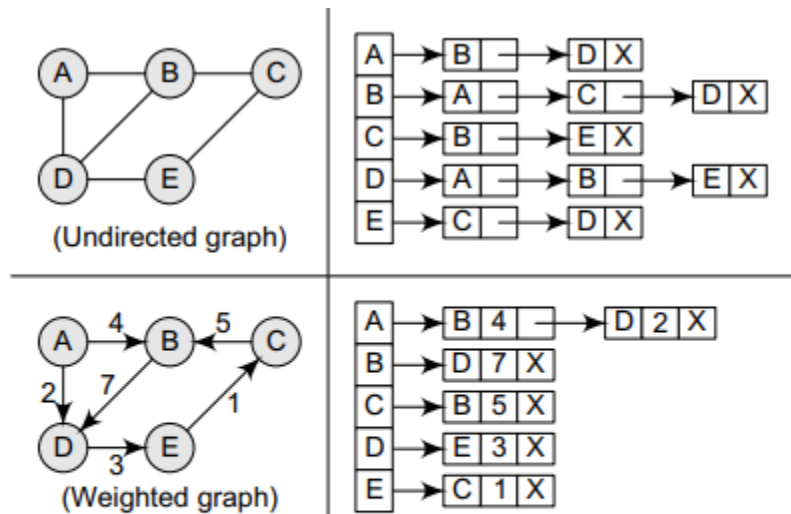 A B C
D E
(Undirected graph)
A B D X
B A C D X
C B E X
D A B E X
E C D X
A 4 B 5 C
2 7 1
D 3 E
(Weighted graph)
A B 4 D 2 X
B D 7 X
C B 5 X
D E 3 X
E C 1 X